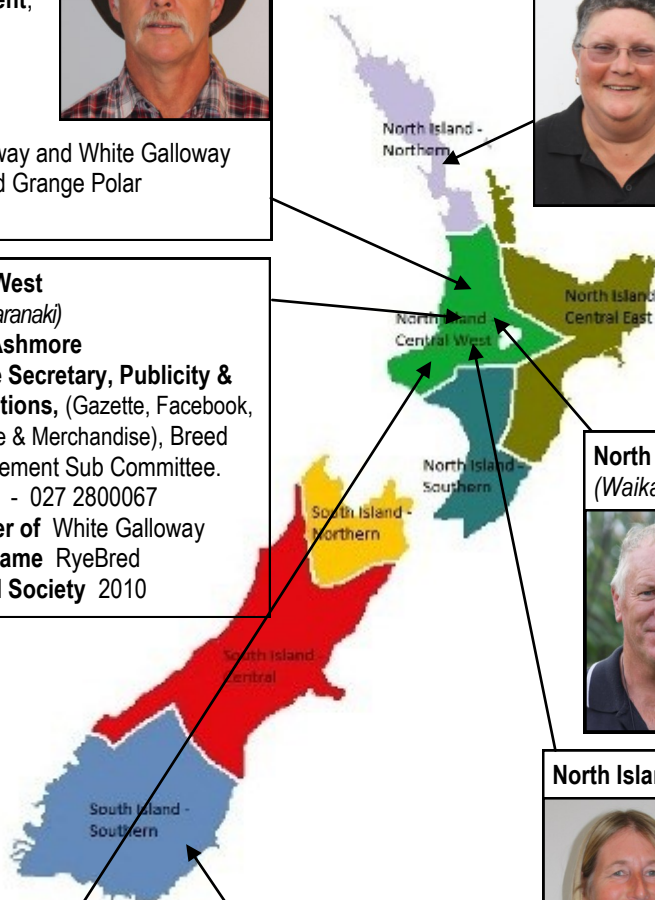 ent,
way and White Galloway
d Grange Polar
West
aranaki)
Ashmore
e Secretary, Publicity &
tions, (Gazette, Facebook,
e & Merchandise), Breed
ement Sub Committee.
- 027 2800067
er of White Galloway
ame RyeBred
l Society 2010
North Island -
Northern
North Island
Central East
North Island
Central West
North Island -
Southern
South Island -
Northern
South Island -
Central
South Island -
Southern
North
(Waika
North Isla